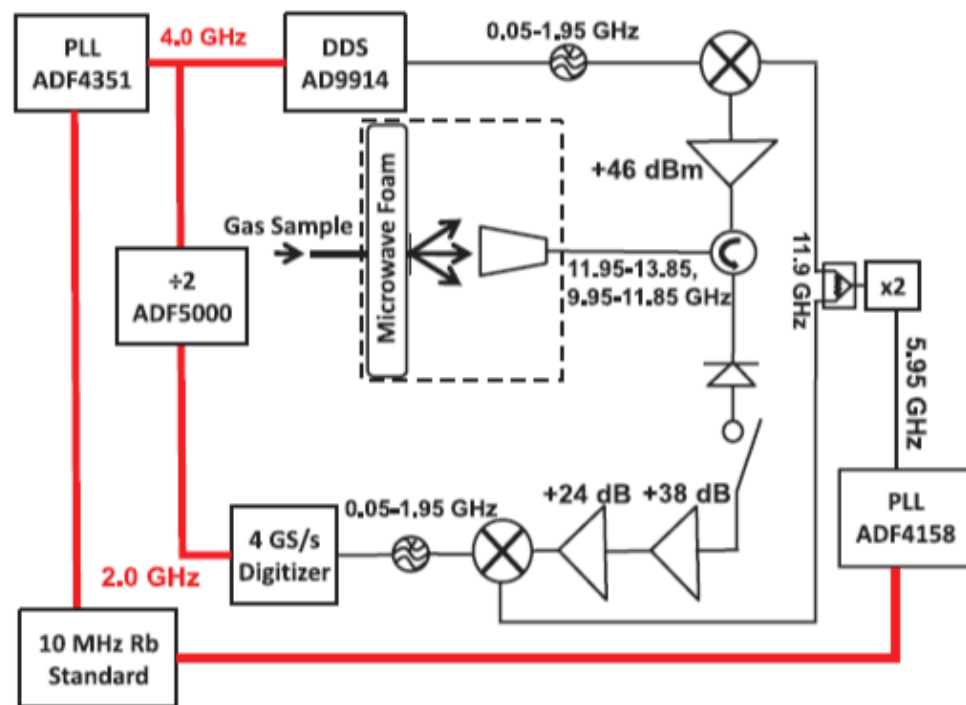 PLL
ADF4351
4.0 GHz
DDS
AD9914
0.05-1.95 GHz
+46 dBm
Microwave Foam
Gas Sample
11.95-13.85,
9.95-11.85 GHz
11.9 GHz
x2
÷2
ADF5000
5.95 GHz
+24 dB
+38 dB
0.05-1.95 GHz
4 GS/s
Digitizer
PLL
ADF4158
2.0 GHz
10 MHz Rb
Standard